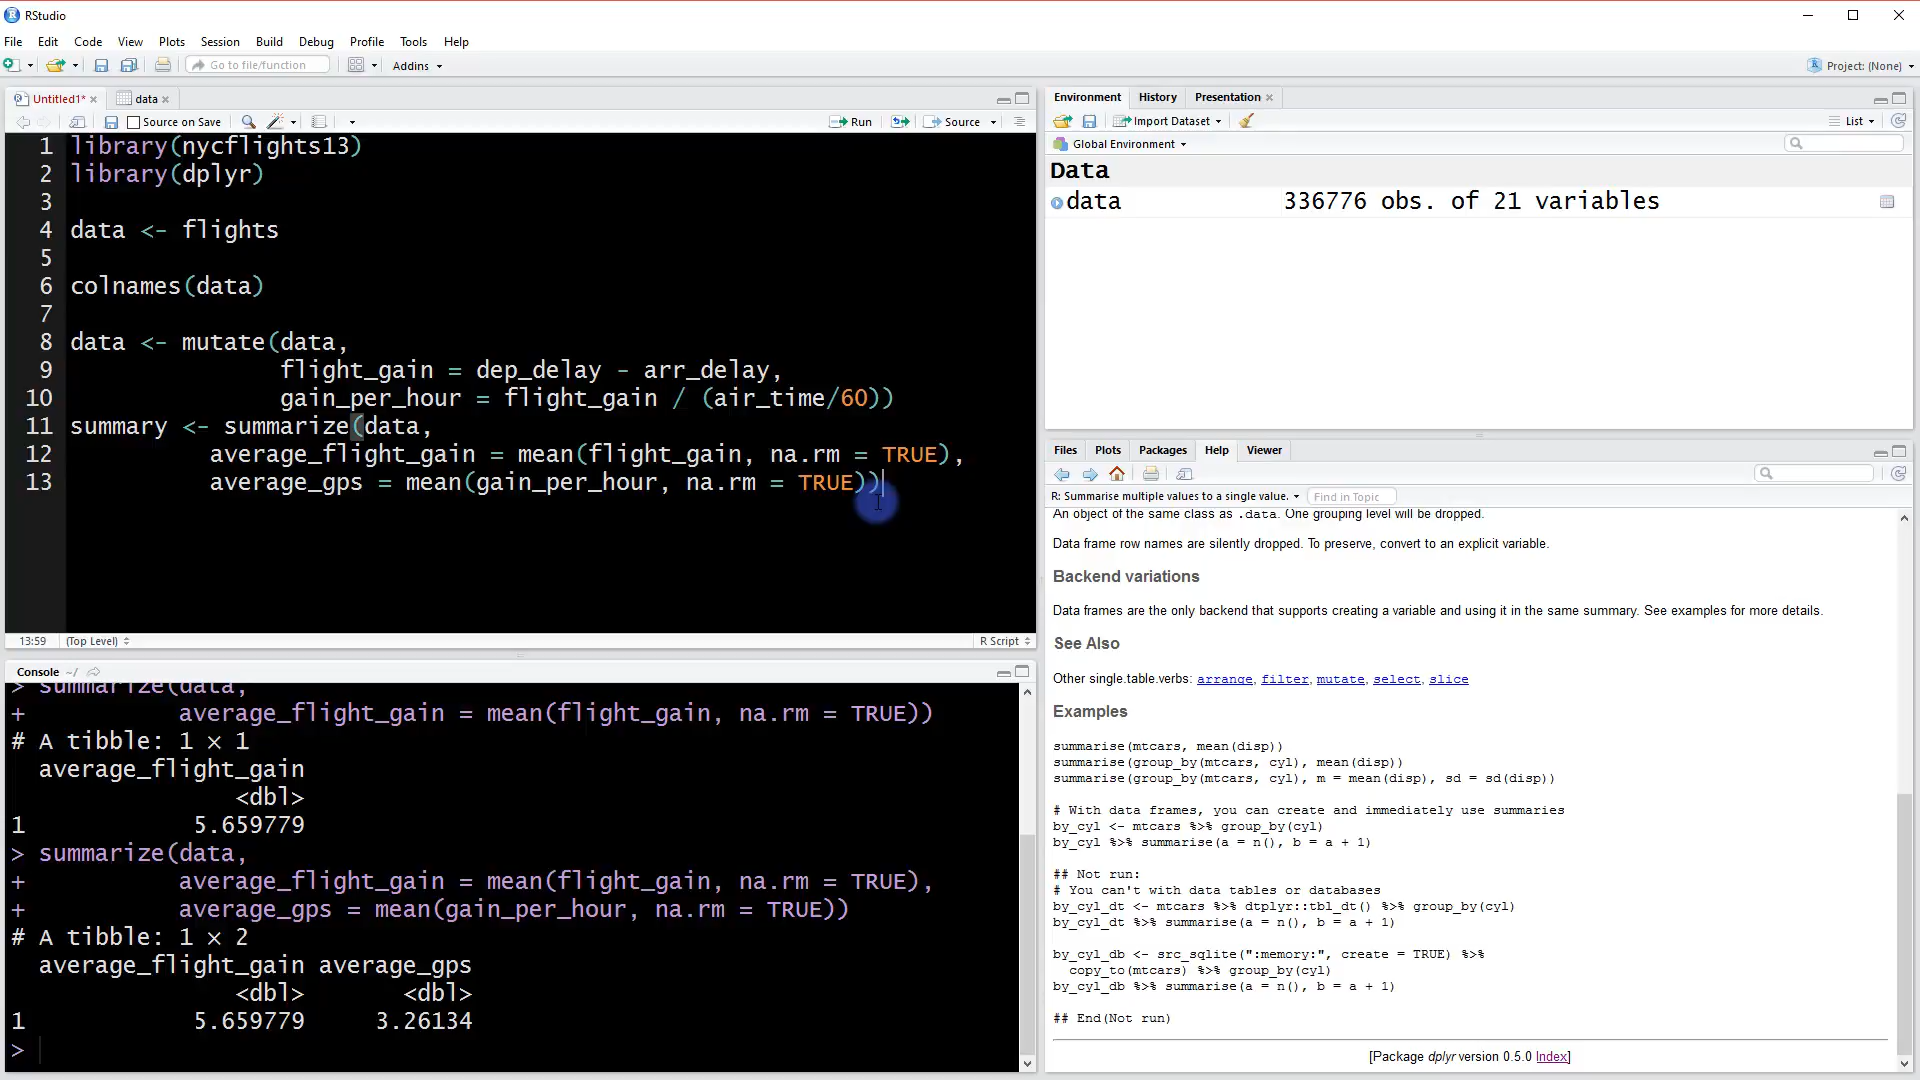 RStudio
File Edit Code View Plots Session Build Debug Profile Tools Help
Go to file/function Addins Project: (None)
Untitled1* data
Source on Save Run Source
1 library(nycflights13)
2 library(dplyr)
3
4 data <- flights
5
6 colnames(data)
7
8 data <- mutate(data,
9 flight_gain = dep_delay - arr_delay,
10 gain_per_hour = flight_gain / (air_time/60))
11 summary <- summarize(data,
12 average_flight_gain = mean(flight_gain, na.rm = TRUE),
13 average_gps = mean(gain_per_hour, na.rm = TRUE))
13:59 (Top Level) R Script
Console ~/
> summarize(data,
+ average_flight_gain = mean(flight_gain, na.rm = TRUE))
# A tibble: 1 × 1
average_flight_gain
<dbl>
1 5.659779
> summarize(data,
+ average_flight_gain = mean(flight_gain, na.rm = TRUE),
+ average_gps = mean(gain_per_hour, na.rm = TRUE))
# A tibble: 1 × 2
average_flight_gain average_gps
<dbl> <dbl>
1 5.659779 3.26134
>
Environment History Presentation
Import Dataset List
Global Environment
Data
data 336776 obs. of 21 variables
Files Plots Packages Help Viewer
R: Summarise multiple values to a single value. Find in Topic
An object of the same class as .data. One grouping level will be dropped.
Data frame row names are silently dropped. To preserve, convert to an explicit variable.
Backend variations
Data frames are the only backend that supports creating a variable and using it in the same summary. See examples for more details.
See Also
Other single.table.verbs: arrange, filter, mutate, select, slice
Examples
summarise(mtcars, mean(disp))
summarise(group_by(mtcars, cyl), mean(disp))
summarise(group_by(mtcars, cyl), m = mean(disp), sd = sd(disp))
# With data frames, you can create and immediately use summaries
by_cyl <- mtcars %>% group_by(cyl)
by_cyl %>% summarise(a = n(), b = a + 1)
## Not run:
# You can't with data tables or databases
by_cyl_dt <- mtcars %>% dtplyr::tbl_dt() %>% group_by(cyl)
by_cyl_dt %>% summarise(a = n(), b = a + 1)
by_cyl_db <- src_sqlite(":memory:", create = TRUE) %>%
copy_to(mtcars) %>% group_by(cyl)
by_cyl_db %>% summarise(a = n(), b = a + 1)
## End(Not run)
[Package dplyr version 0.5.0 Index]